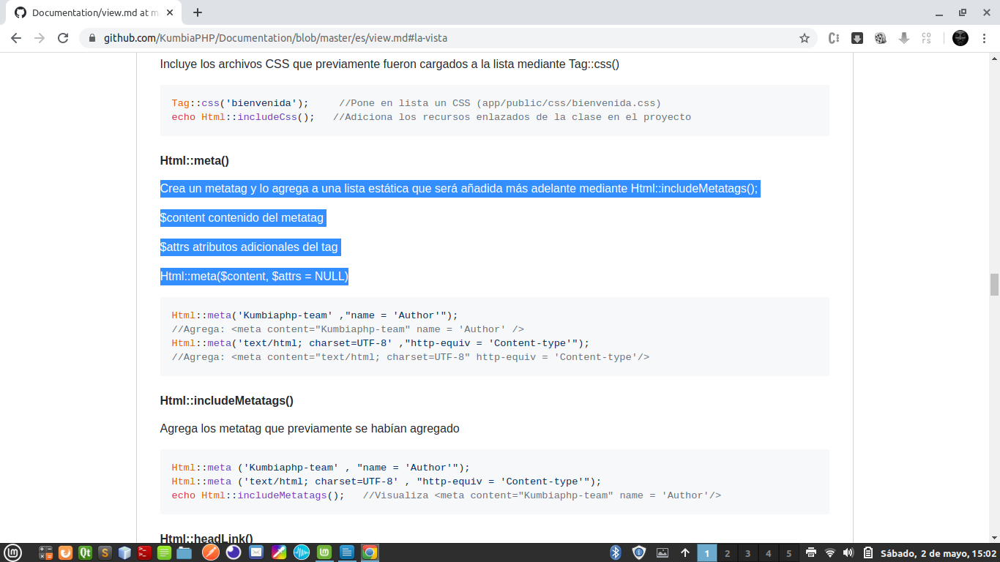 Documentation/view.md at m
github.com/KumbiaPHP/Documentation/blob/master/es/view.md#la-vista
C:
co
rs
Incluye los archivos CSS que previamente fueron cargados a la lista mediante Tag::css()
Tag::css('bienvenida');     //Pone en lista un CSS (app/public/css/bienvenida.css)
echo Html::includeCss();   //Adiciona los recursos enlazados de la clase en el proyecto
Html::meta()
Crea un metatag y lo agrega a una lista estática que será añadida más adelante mediante Html::includeMetatags();
$content contenido del metatag
$attrs atributos adicionales del tag
Html::meta($content, $attrs = NULL)
Html::meta('Kumbiaphp-team' ,"name = 'Author'");
//Agrega: <meta content="Kumbiaphp-team" name = 'Author' />
Html::meta('text/html; charset=UTF-8' ,"http-equiv = 'Content-type'");
//Agrega: <meta content="text/html; charset=UTF-8" http-equiv = 'Content-type'/>
Html::includeMetatags()
Agrega los metatag que previamente se habían agregado
Html::meta ('Kumbiaphp-team' , "name = 'Author'");
Html::meta ('text/html; charset=UTF-8' , "http-equiv = 'Content-type'");
echo Html::includeMetatags();   //Visualiza <meta content="Kumbiaphp-team" name = 'Author'/>
Html::headLink()
Qt
S
1 2 3 4 5
Sábado, 2 de mayo, 15:02